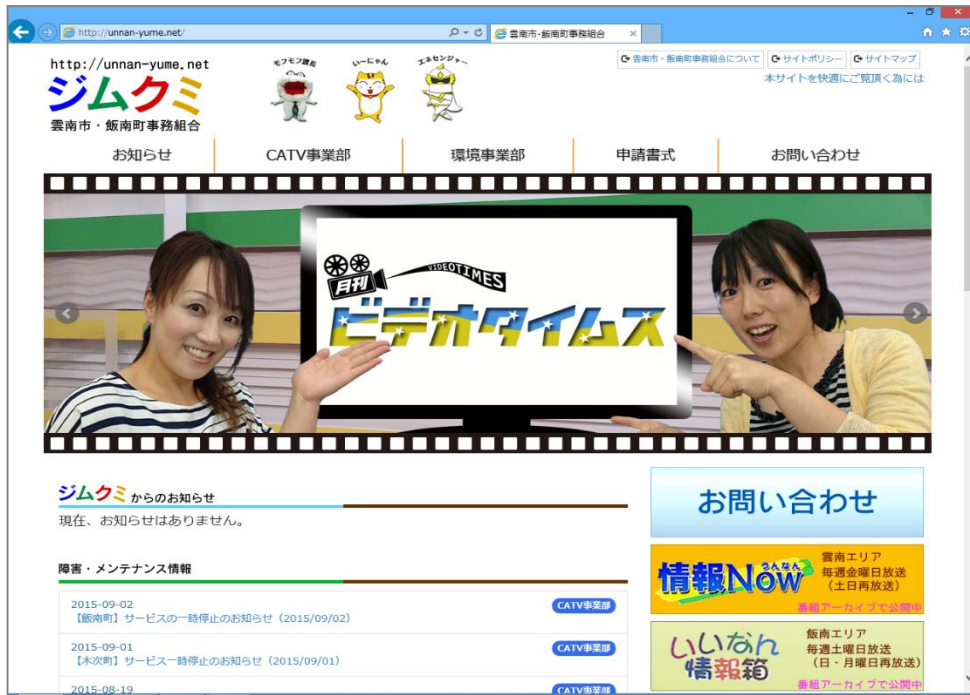 http://unnan-yume.net/
雲南市・飯南町事務組合
http://unnan-yume.net
ジムクミ
雲南市・飯南町事務組合
モフモフ課長
い～にゃん
エネセンジャー
雲南市・飯南町事務組合について
サイトポリシー
サイトマップ
本サイトを快適にご覧頂く為には
お知らせ
CATV事業部
環境事業部
申請書式
お問い合わせ
月刊
VIDEOTIMES
ビデオタイムス
ジムクミからのお知らせ
現在、お知らせはありません。
障害・メンテナンス情報
2015-09-02
CATV事業部
【飯南町】サービスの一時停止のお知らせ（2015/09/02）
2015-09-01
CATV事業部
【木次町】サービス一時停止のお知らせ（2015/09/01）
2015-08-19
CATV事業部
お問い合わせ
うんなん
情報Now
雲南エリア
毎週金曜日放送
（土日再放送）
番組アーカイブで公開中
いいなん
情報箱
飯南エリア
毎週土曜日放送
（日・月曜日再放送）
番組アーカイブで公開中